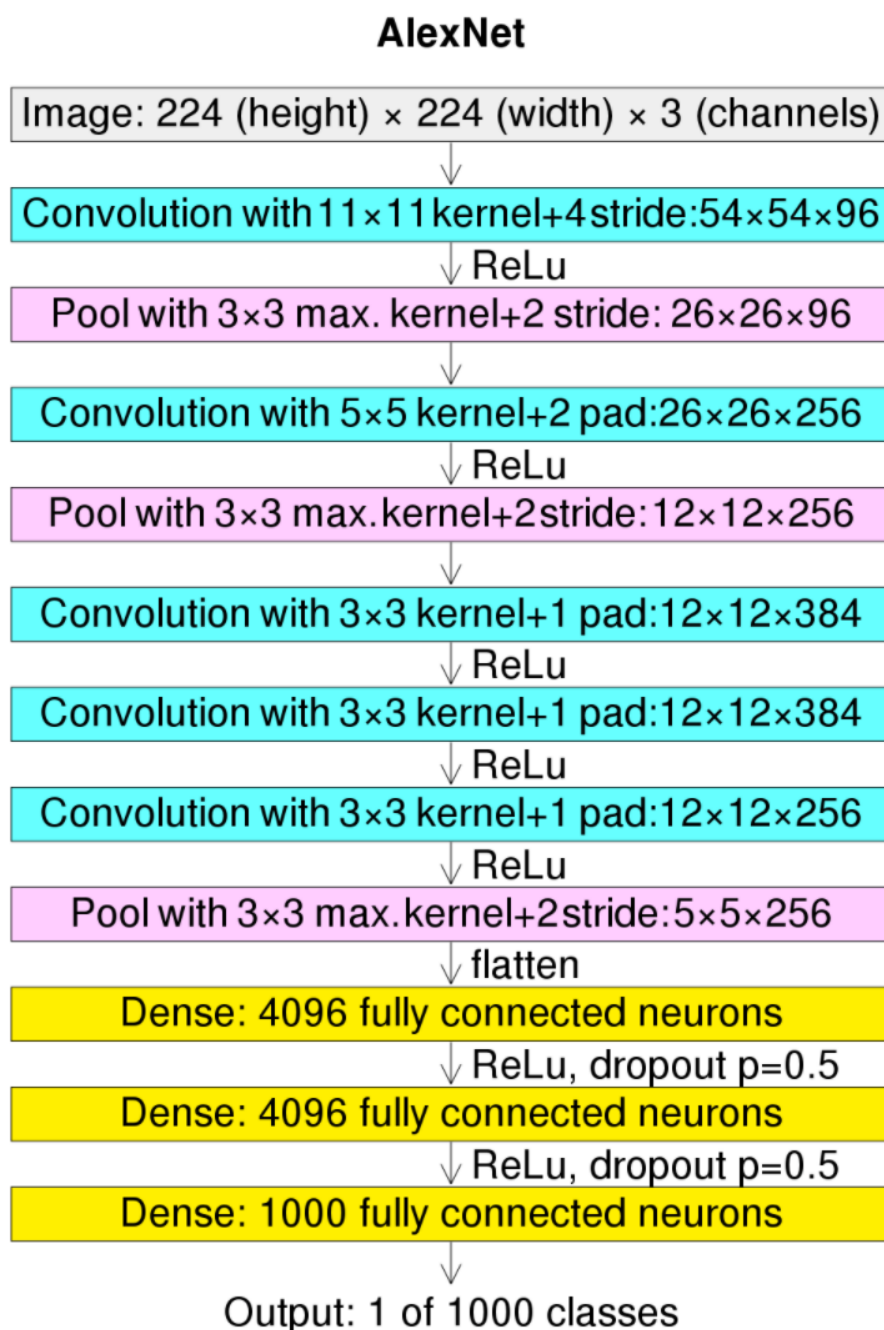 AlexNet
Image: 224 (height) × 224 (width) × 3 (channels)
Convolution with 11×11 kernel+4 stride:54×54×96
ReLu
Pool with 3×3 max. kernel+2 stride: 26×26×96
Convolution with 5×5 kernel+2 pad:26×26×256
ReLu
Pool with 3×3 max.kernel+2stride:12×12×256
Convolution with 3×3 kernel+1 pad:12×12×384
ReLu
Convolution with 3×3 kernel+1 pad:12×12×384
ReLu
Convolution with 3×3 kernel+1 pad:12×12×256
ReLu
Pool with 3×3 max.kernel+2stride:5×5×256
flatten
Dense: 4096 fully connected neurons
ReLu, dropout p=0.5
Dense: 4096 fully connected neurons
ReLu, dropout p=0.5
Dense: 1000 fully connected neurons
Output: 1 of 1000 classes